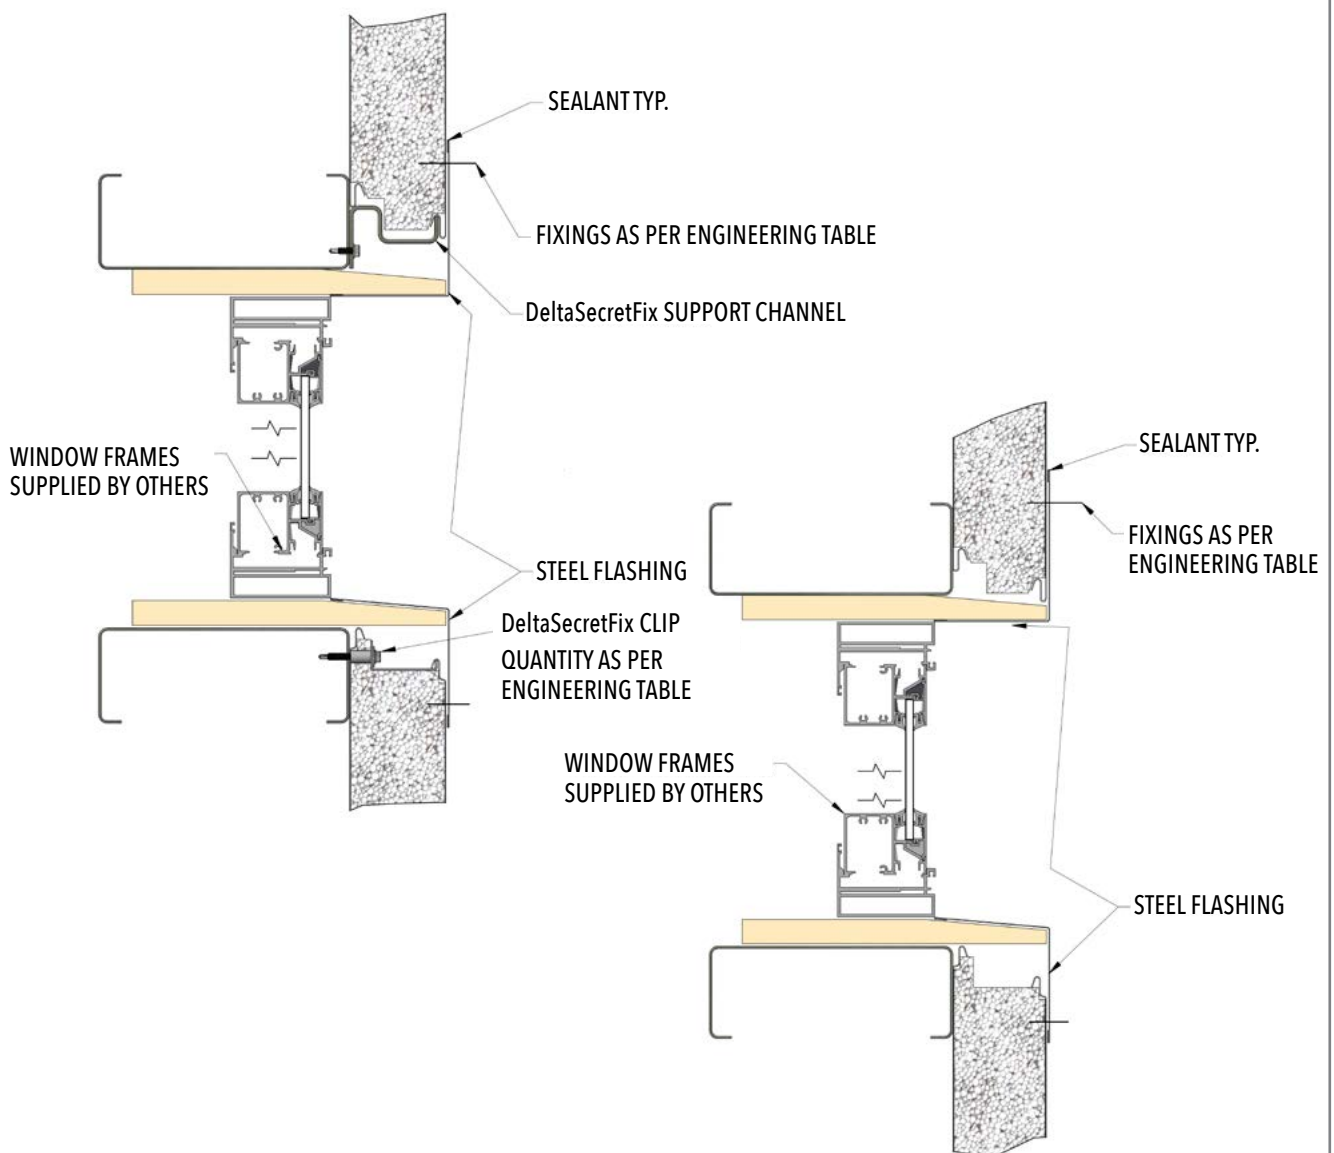 SEALANT TYP.
FIXINGS AS PER ENGINEERING TABLE
DeltaSecretFix SUPPORT CHANNEL
WINDOW FRAMES
SUPPLIED BY OTHERS
STEEL FLASHING
DeltaSecretFix CLIP
QUANTITY AS PER
ENGINEERING TABLE
SEALANT TYP.
FIXINGS AS PER
ENGINEERING TABLE
WINDOW FRAMES
SUPPLIED BY OTHERS
STEEL FLASHING